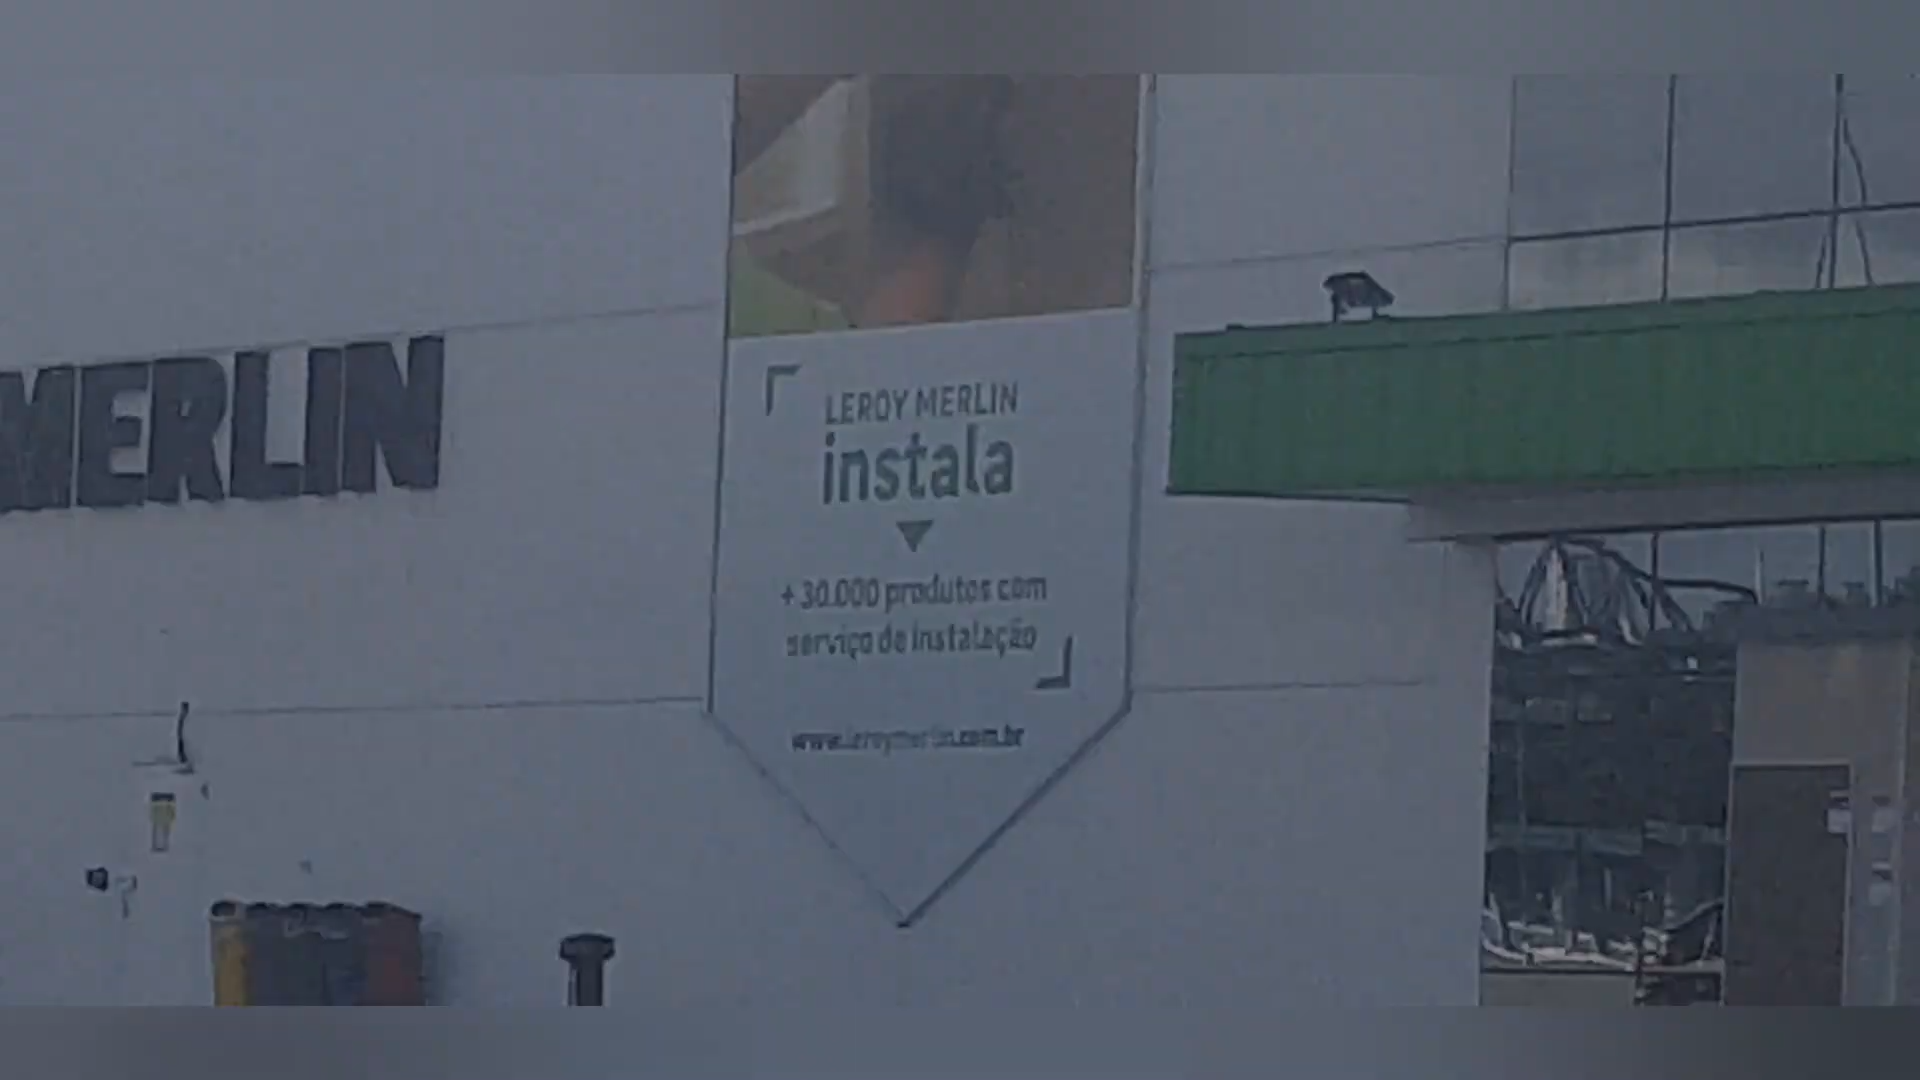 MERLIN
LEROY MERLIN
instala
+ 30.000 produtos com
serviço de instalação
www.leroymerlin.com.br